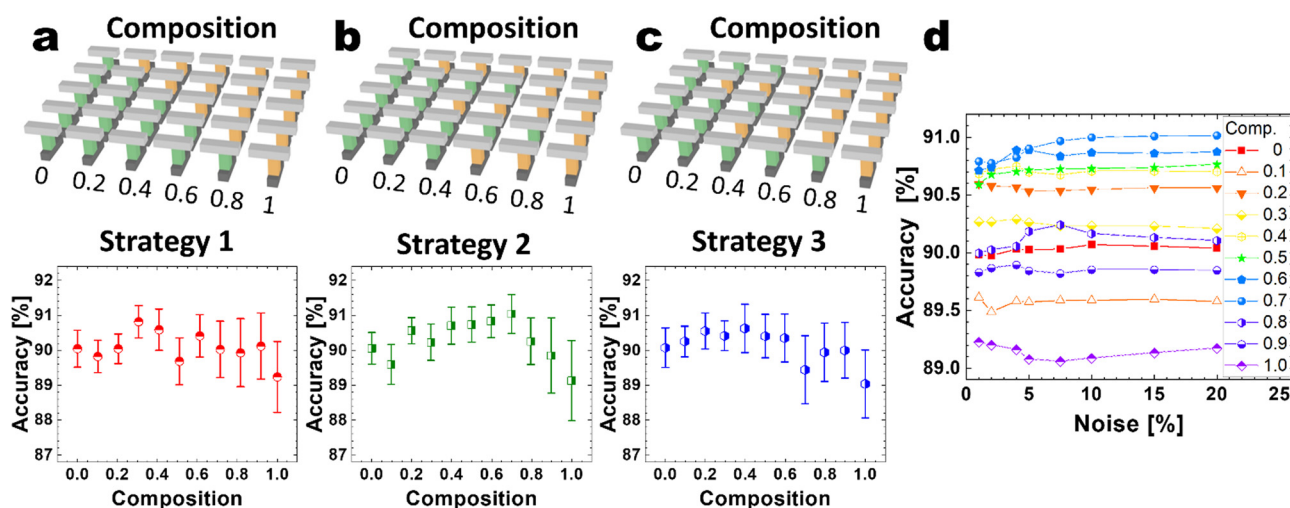 a Composition
0 0.2 0.4 0.6 0.8 1
Strategy 1
Accuracy [%]
92
91
90
89
88
87
0.0 0.2 0.4 0.6 0.8 1.0
Composition
b Composition
0 0.2 0.4 0.6 0.8 1
Strategy 2
Accuracy [%]
92
91
90
89
88
87
0.0 0.2 0.4 0.6 0.8 1.0
Composition
c Composition
0 0.2 0.4 0.6 0.8 1
Strategy 3
Accuracy [%]
92
91
90
89
88
87
0.0 0.2 0.4 0.6 0.8 1.0
Composition
d
Accuracy [%]
91.0
90.5
90.0
89.5
89.0
0 5 10 15 20 25
Noise [%]
Comp.
0
0.1
0.2
0.3
0.4
0.5
0.6
0.7
0.8
0.9
1.0